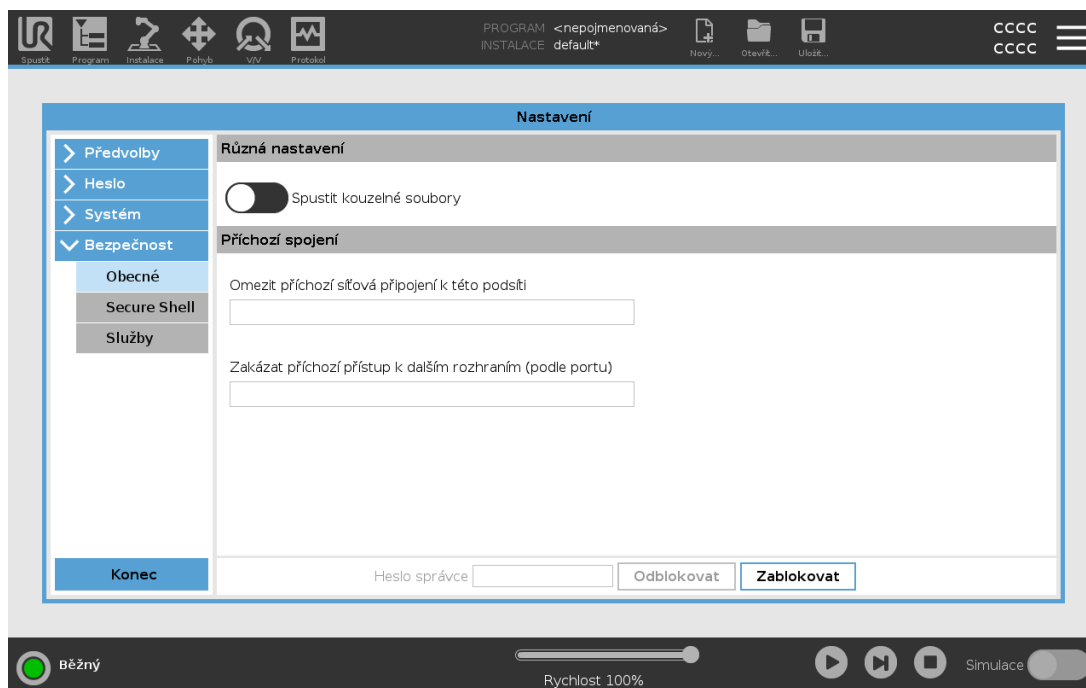 PROGRAM <nepojmenovaná>
INSTALACE default*
CCCC
CCCC
Spustit Program Instalace Pohyb V/V Protokol Nový... Otevřít... Uložit...
Nastavení
Předvolby
Heslo
Systém
Bezpečnost
Obecné
Secure Shell
Služby
Konec
Různá nastavení
Spustit kouzelné soubory
Příchozí spojení
Omezit příchozí síťová připojení k této podsíti
Zakázat příchozí přístup k dalším rozhraním (podle portu)
Heslo správce Odblokovat Zablokovat
Běžný
Rychlost 100%
Simulace